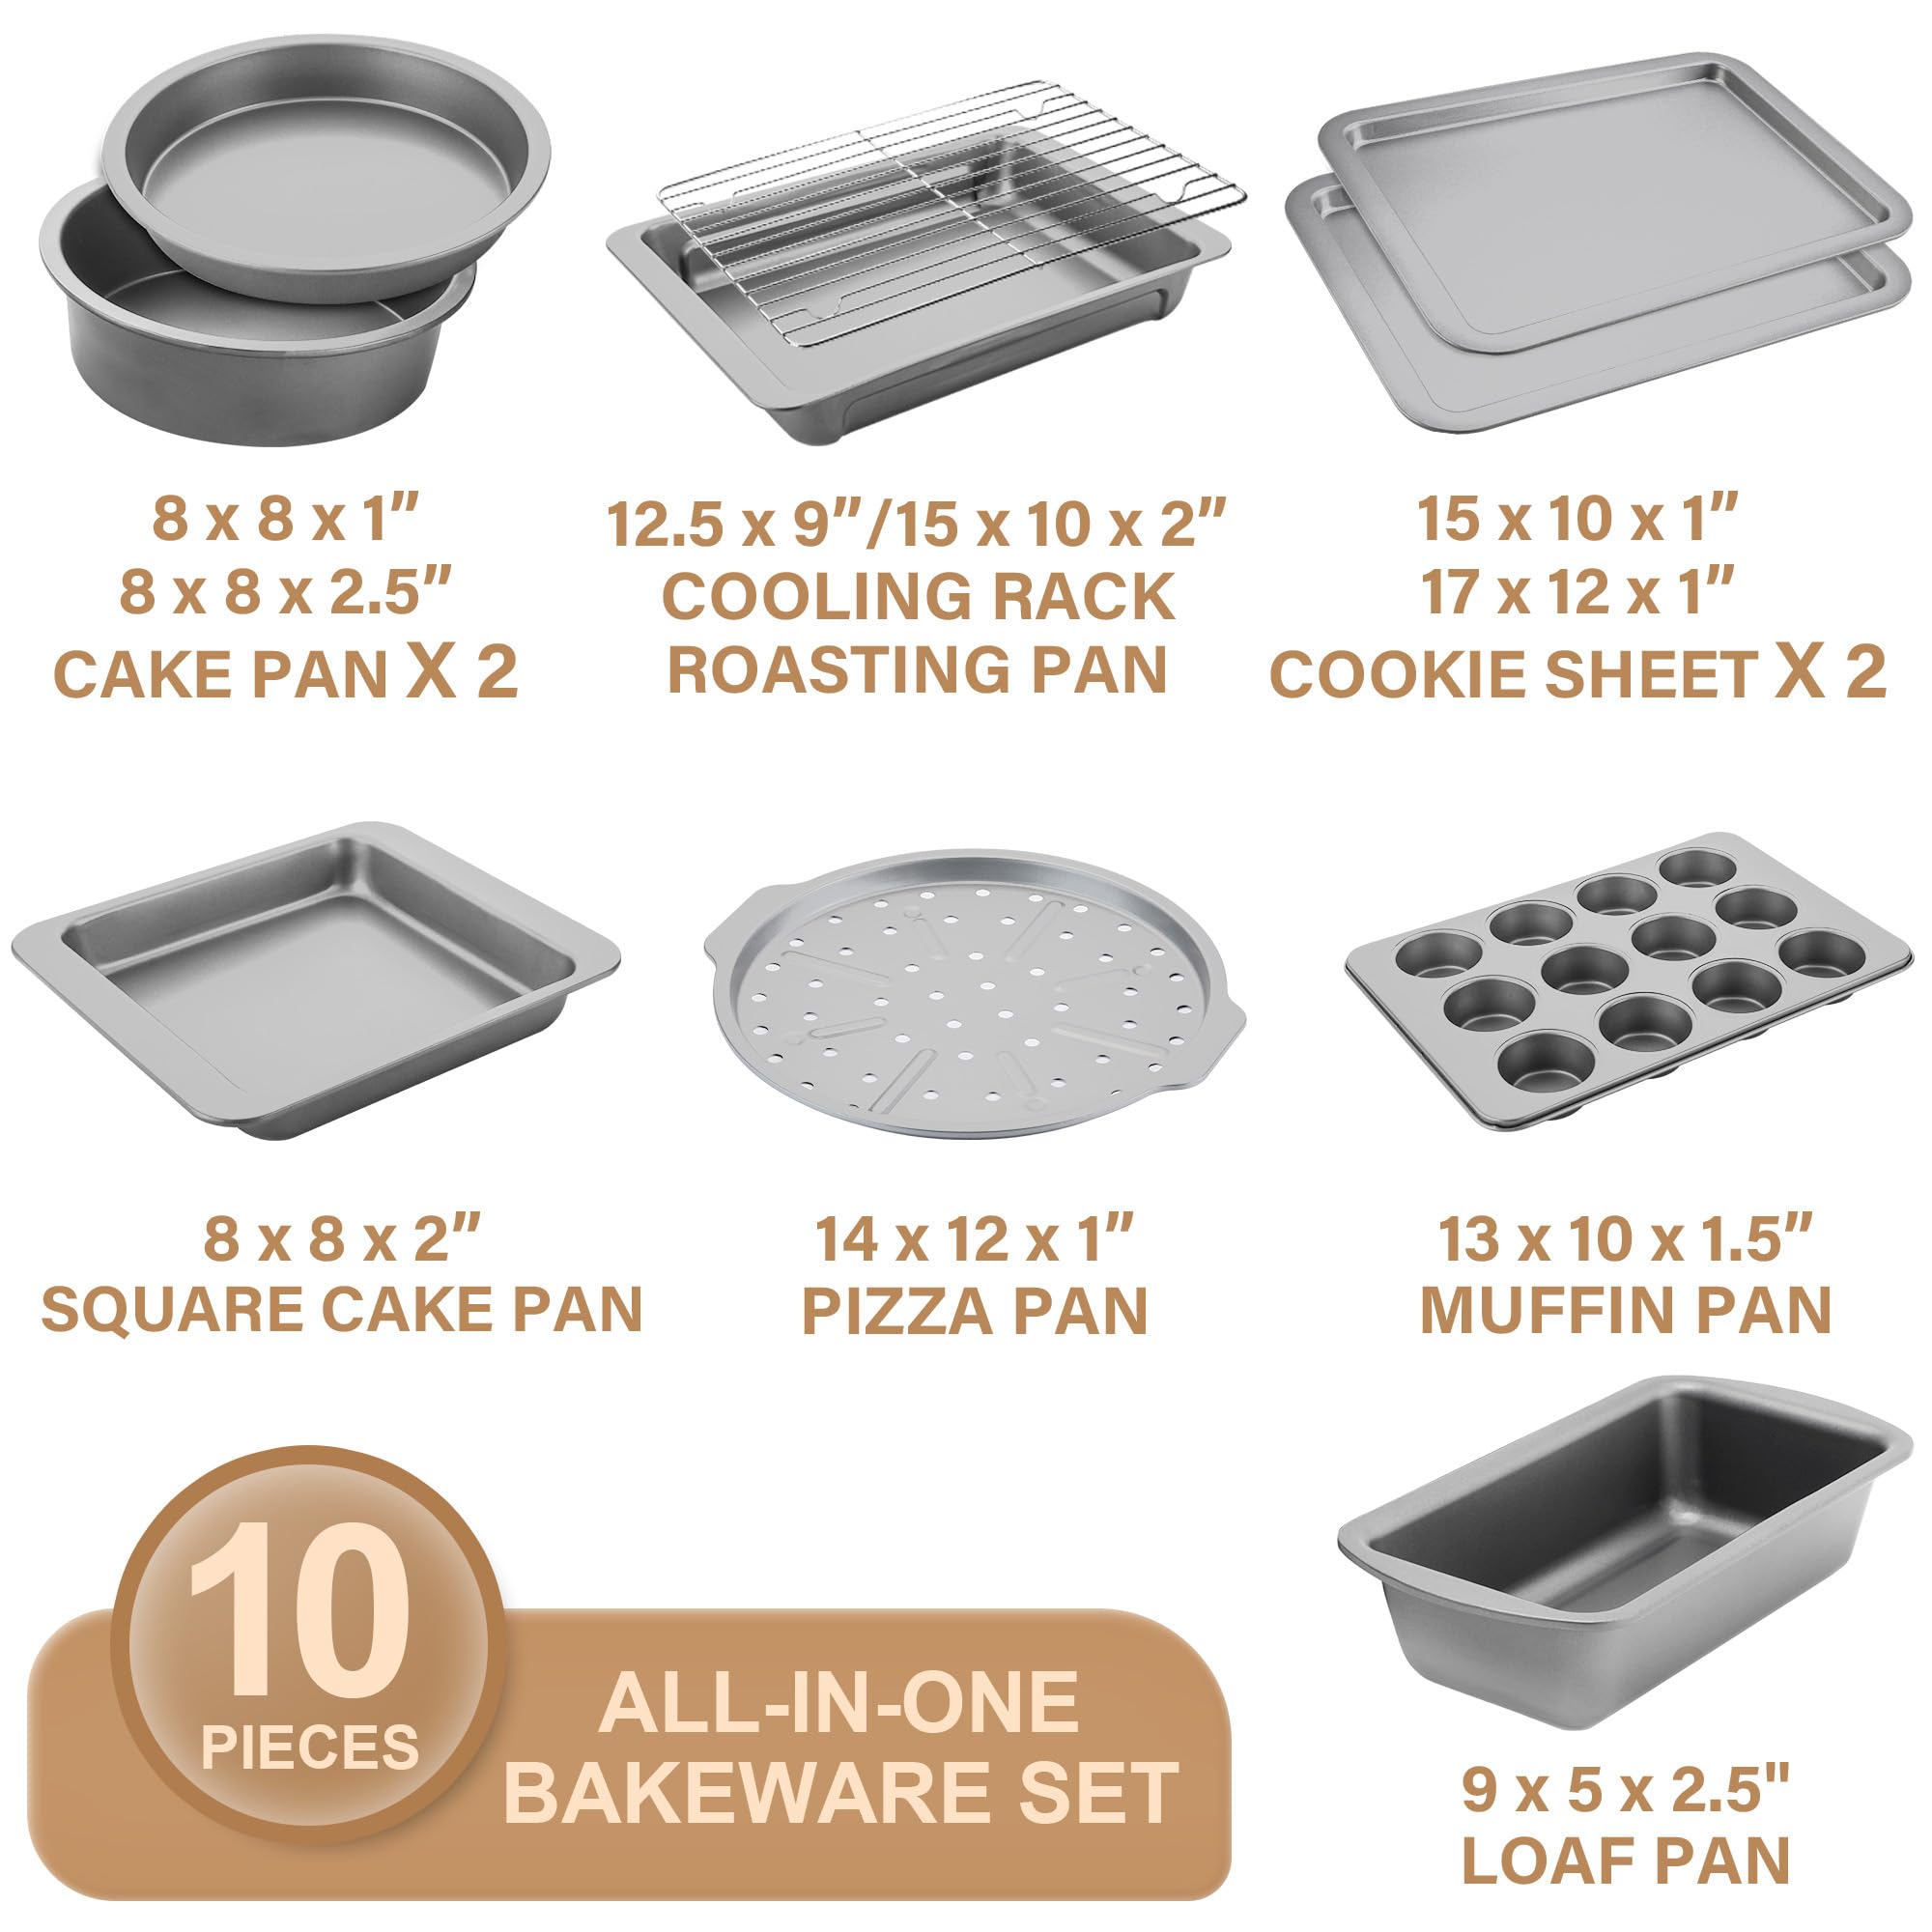 8 x 8 x 1″
8 x 8 x 2.5″
CAKE PAN X 2
12.5 x 9″/15 x 10 x 2″
COOLING RACK
ROASTING PAN
15 x 10 x 1″
17 x 12 x 1″
COOKIE SHEET X 2
8 x 8 x 2″
SQUARE CAKE PAN
14 x 12 x 1″
PIZZA PAN
13 x 10 x 1.5″
MUFFIN PAN
10
PIECES
ALL-IN-ONE
BAKEWARE SET
9 x 5 x 2.5"
LOAF PAN